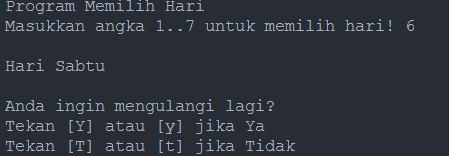 Program Memilih Hari
Masukkan angka 1..7 untuk memilih hari! 6
Hari Sabtu
Anda ingin mengulangi lagi?
Tekan [Y] atau [y] jika Ya
Tekan [T] atau [t] jika Tidak